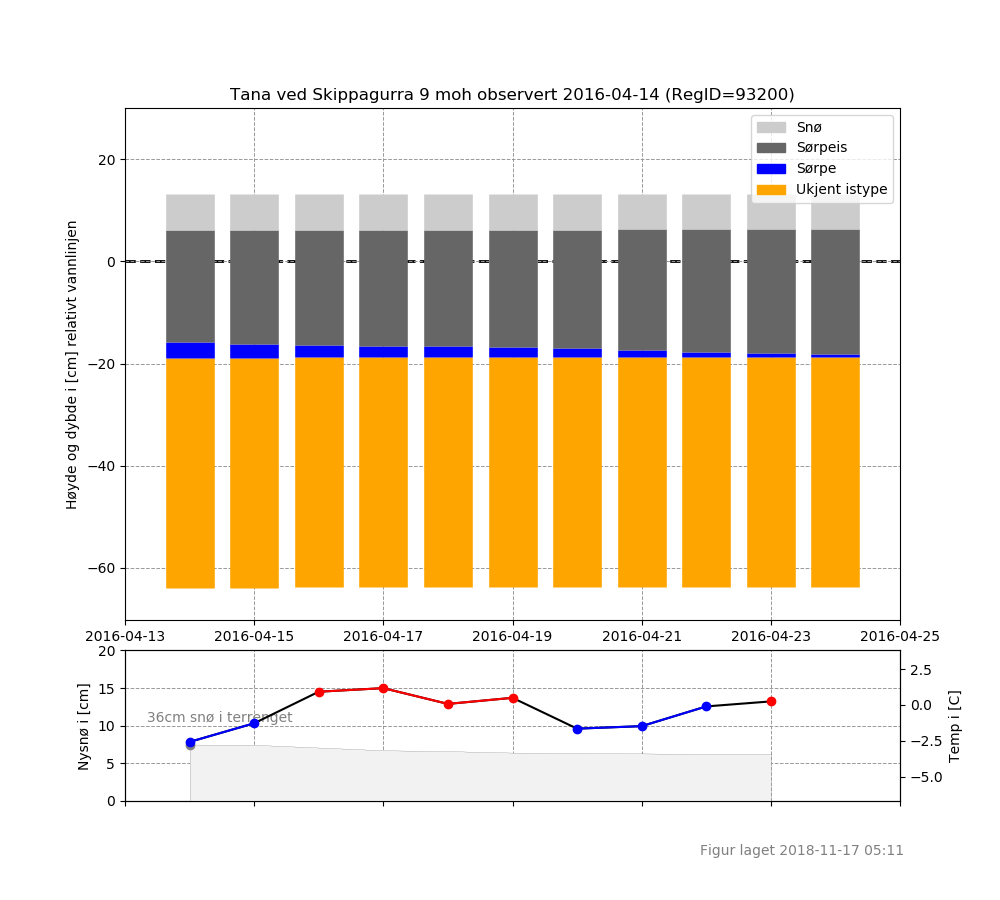 Tana ved Skippagurra 9 moh observert 2016-04-14 (RegID=93200)
Snø
Sørpeis
Sørpe
Ukjent istype
Høyde og dybde i [cm] relativt vannlinjen
20
0
−20
−40
−60
2016-04-13 2016-04-15 2016-04-17 2016-04-19 2016-04-21 2016-04-23 2016-04-25
Nysnø i [cm]
20
15
10
5
0
36cm snø i terrenget
2.5
0.0
−2.5
−5.0
Temp i [C]
Figur laget 2018-11-17 05:11